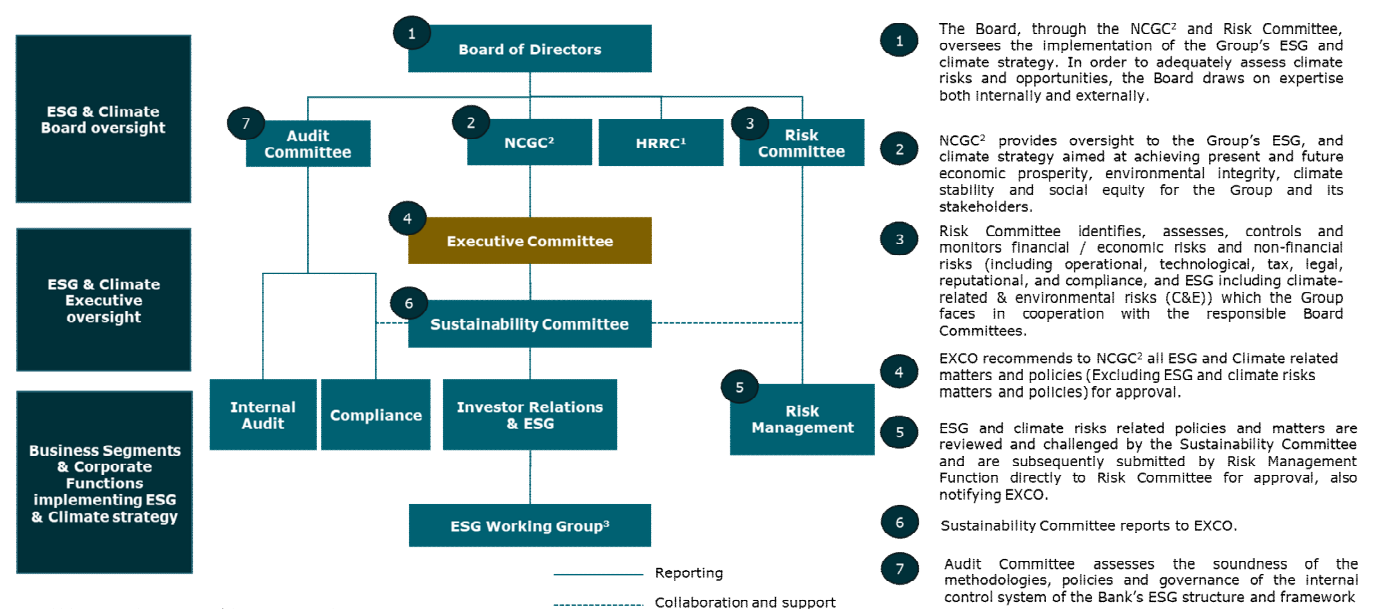 ESG & Climate
Board oversight
ESG & Climate
Executive
oversight
Business Segments
& Corporate
Functions
implementing ESG
& Climate strategy
1
Board of Directors
7
Audit
Committee
2
NCGC²
HRRC¹
3
Risk
Committee
4
Executive Committee
6
Sustainability Committee
Internal
Audit
Compliance
Investor Relations
& ESG
5
Risk
Management
ESG Working Group³
Reporting
Collaboration and support
1
The Board, through the NCGC² and Risk Committee,
oversees the implementation of the Group's ESG and
climate strategy. In order to adequately assess climate
risks and opportunities, the Board draws on expertise
both internally and externally.
2
NCGC² provides oversight to the Group's ESG, and
climate strategy aimed at achieving present and future
economic prosperity, environmental integrity, climate
stability and social equity for the Group and its
stakeholders.
3
Risk Committee identifies, assesses, controls and
monitors financial / economic risks and non-financial
risks (including operational, technological, tax, legal,
reputational, and compliance, and ESG including climate-
related & environmental risks (C&E)) which the Group
faces in cooperation with the responsible Board
Committees.
4
EXCO recommends to NCGC² all ESG and Climate related
matters and policies (Excluding ESG and climate risks
matters and policies) for approval.
5
ESG and climate risks related policies and matters are
reviewed and challenged by the Sustainability Committee
and are subsequently submitted by Risk Management
Function directly to Risk Committee for approval, also
notifying EXCO.
6
Sustainability Committee reports to EXCO.
7
Audit Committee assesses the soundness of the
methodologies, policies and governance of the internal
control system of the Bank's ESG structure and framework